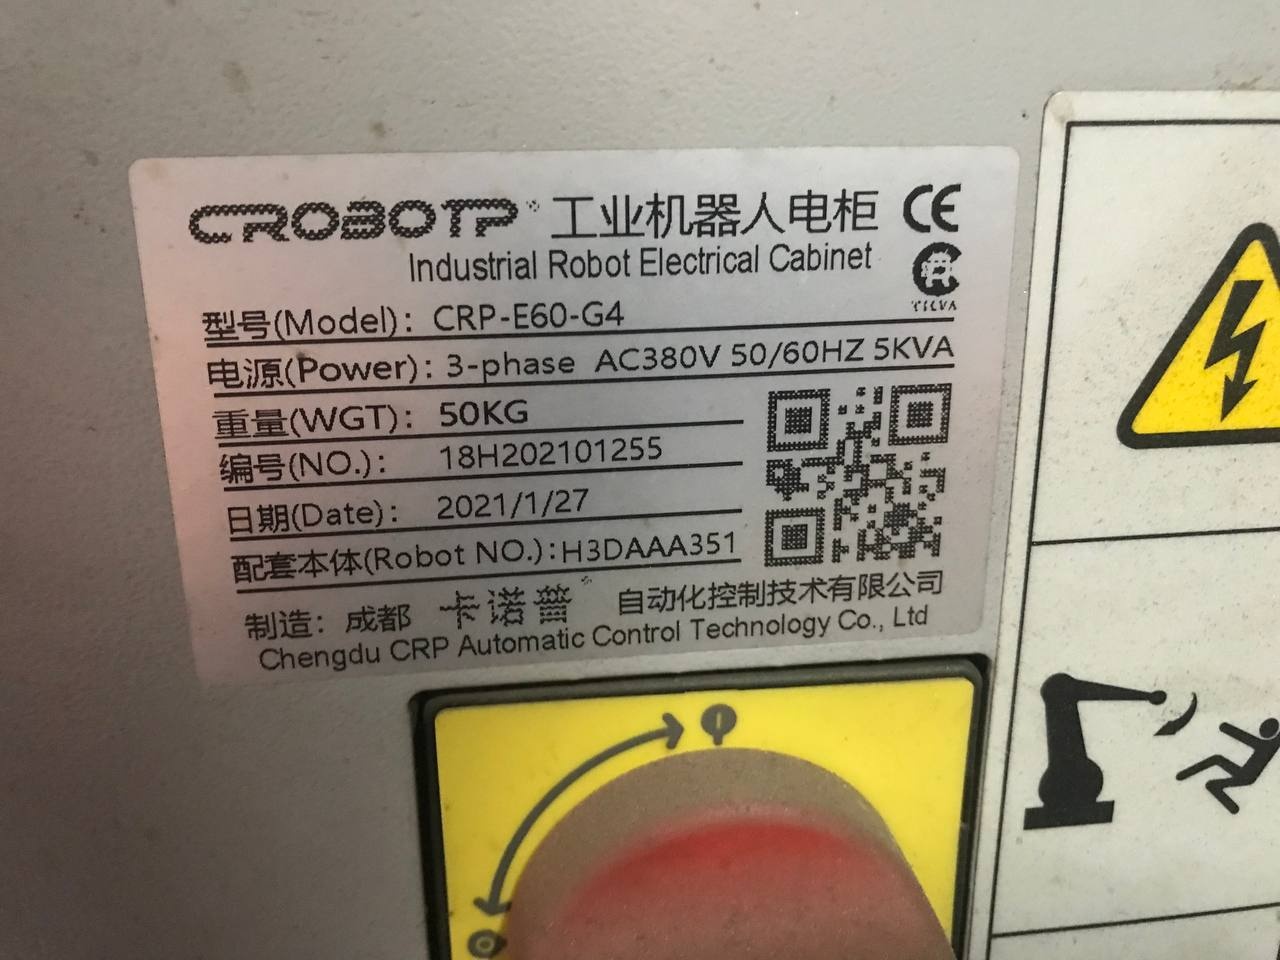 CROBOTP 工业机器人电柜 CE
Industrial Robot Electrical Cabinet
型号(Model): CRP-E60-G4
电源(Power): 3-phase AC380V 50/60HZ 5KVA
重量(WGT): 50KG
编号(NO.): 18H202101255
日期(Date): 2021/1/27
配套本体(Robot NO.): H3DAAA351
制造: 成都 卡诺普 自动化控制技术有限公司
Chengdu CRP Automatic Control Technology Co., Ltd